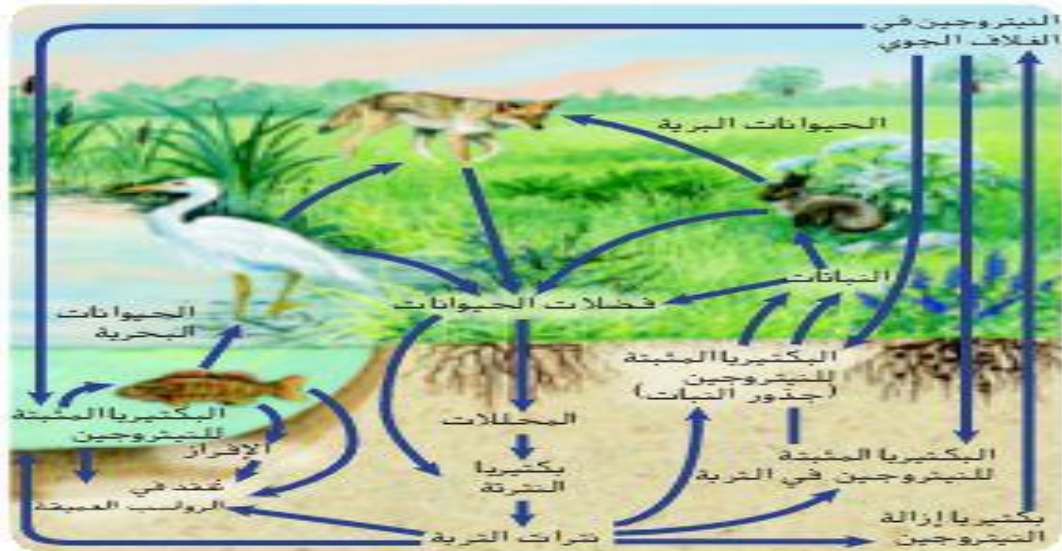 النيتروجين في
الغلاف الجوي
الحيوانات البرية
النباتات
فضلات الحيوانات
الحيوانات
البحرية
البكتيريا المثبتة
للنيتروجين
(جذور النبات)
البكتيريا المثبتة
للنيتروجين
الإفراز
المحللات
البكتيريا المثبتة
للنيتروجين في التربة
بكتيريا
النترتة
عُقد في
الرواسب العميقة
بكتيريا إزالة
النيتروجين
نترات التربة